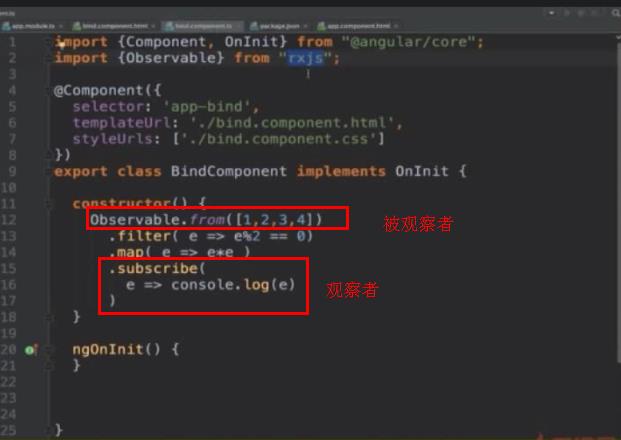 app.module.ts bind.component.html bind.component.ts package.json app.component.html
1 import {Component, OnInit} from "@angular/core";
2 import {Observable} from "rxjs";
3
4 @Component({
5 selector: 'app-bind',
6 templateUrl: './bind.component.html',
7 styleUrls: ['./bind.component.css']
8 })
9 export class BindComponent implements OnInit {
10
11 constructor() {
12 Observable.from([1,2,3,4]) 被观察者
13 .filter( e => e%2 == 0)
14 .map( e => e*e )
15 .subscribe(
16 e => console.log(e) 观察者
17 )
18 }
19
20 ngOnInit() {
21 }
22
23
24
25 }